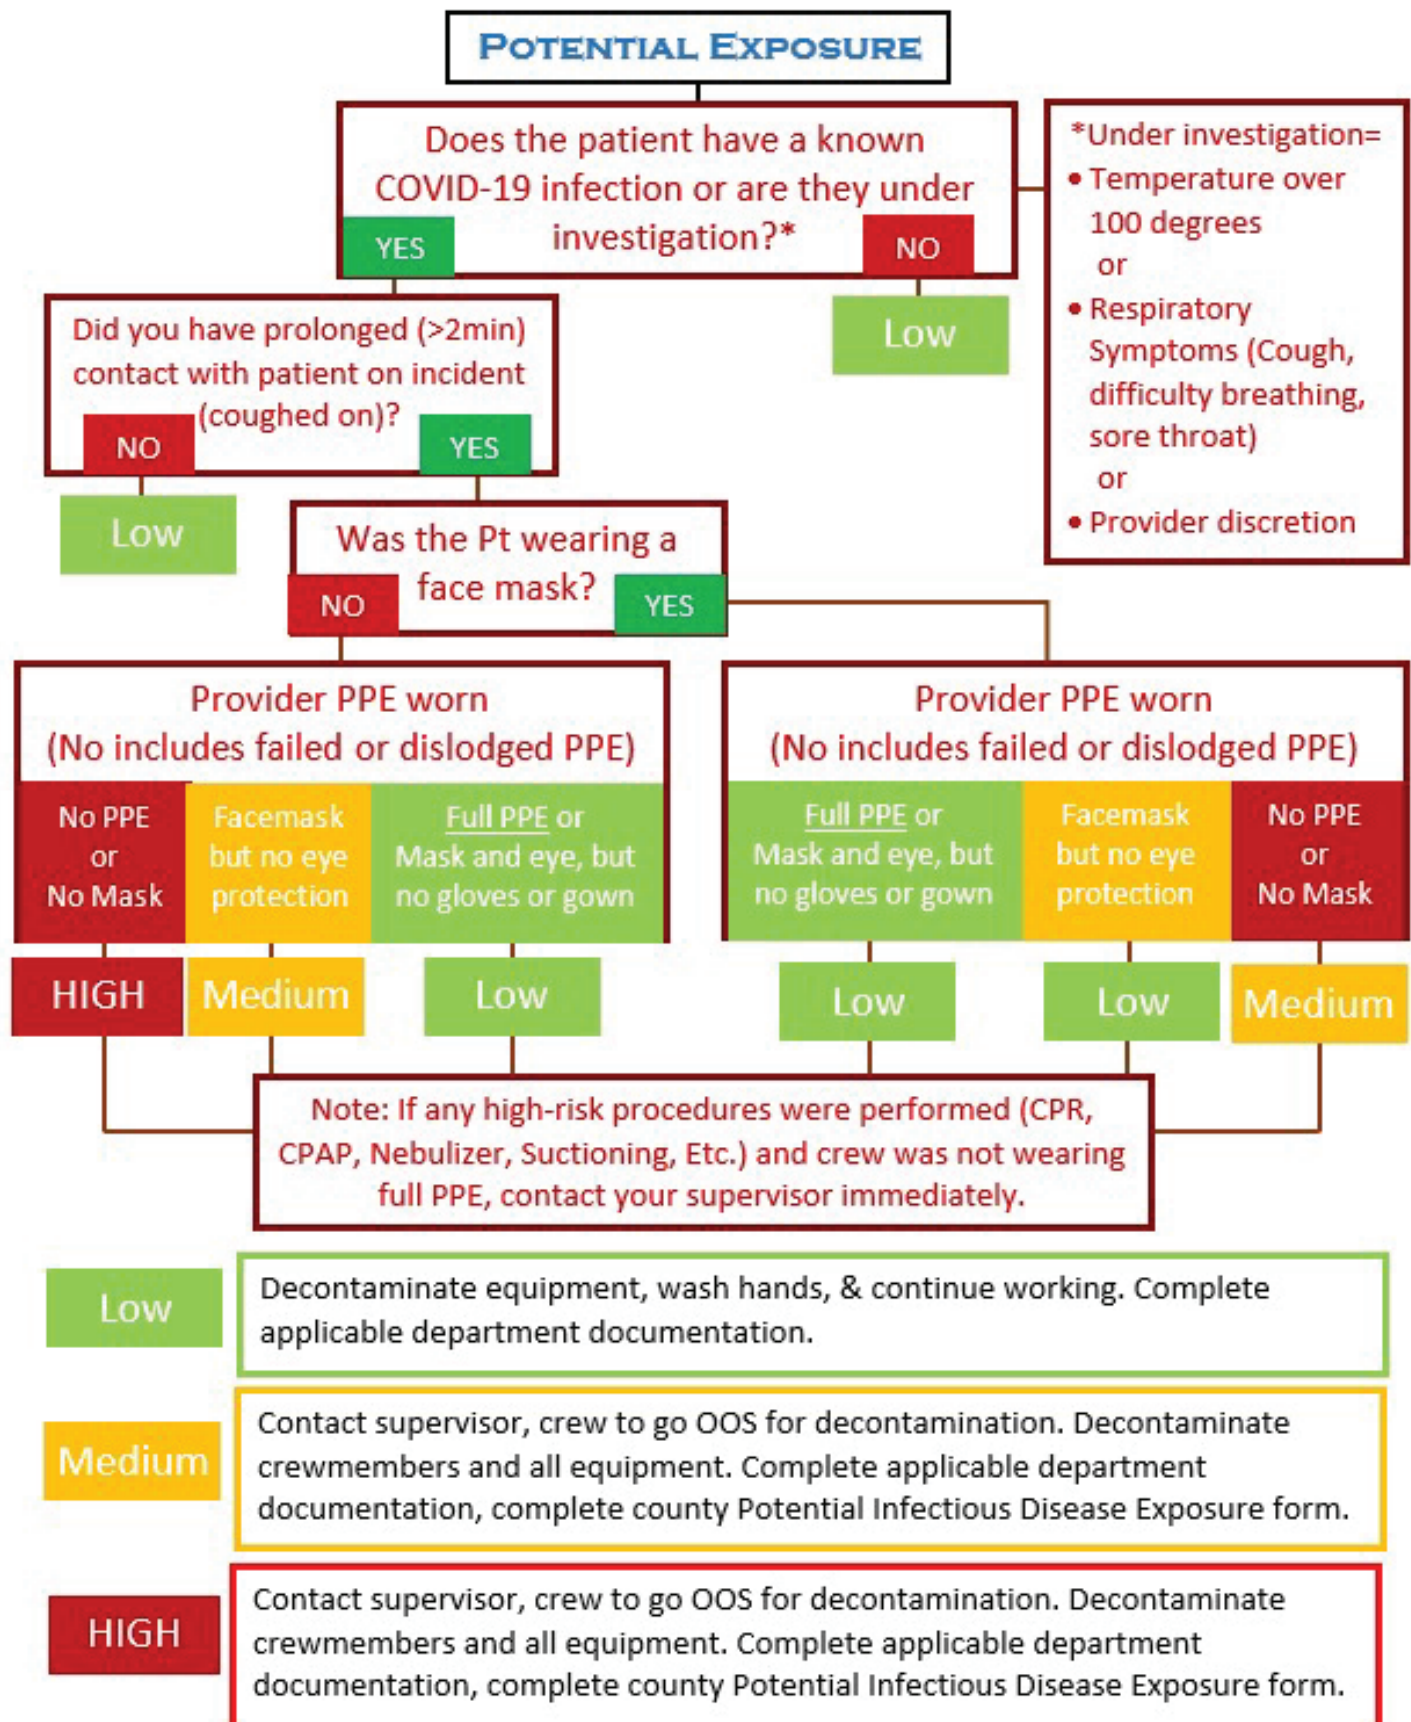 POTENTIAL EXPOSURE
Does the patient have a known
COVID-19 infection or are they under
investigation?*
YES
NO
Low
*Under investigation=
• Temperature over
100 degrees
or
• Respiratory
Symptoms (Cough,
difficulty breathing,
sore throat)
or
• Provider discretion
Did you have prolonged (>2min)
contact with patient on incident
(coughed on)?
NO
YES
Low
Was the Pt wearing a
face mask?
NO
YES
Provider PPE worn
(No includes failed or dislodged PPE)
No PPE
or
No Mask
Facemask
but no eye
protection
Full PPE or
Mask and eye, but
no gloves or gown
HIGH
Medium
Low
Provider PPE worn
(No includes failed or dislodged PPE)
Full PPE or
Mask and eye, but
no gloves or gown
Facemask
but no eye
protection
No PPE
or
No Mask
Low
Low
Medium
Note: If any high-risk procedures were performed (CPR,
CPAP, Nebulizer, Suctioning, Etc.) and crew was not wearing
full PPE, contact your supervisor immediately.
Low
Decontaminate equipment, wash hands, & continue working. Complete
applicable department documentation.
Medium
Contact supervisor, crew to go OOS for decontamination. Decontaminate
crewmembers and all equipment. Complete applicable department
documentation, complete county Potential Infectious Disease Exposure form.
HIGH
Contact supervisor, crew to go OOS for decontamination. Decontaminate
crewmembers and all equipment. Complete applicable department
documentation, complete county Potential Infectious Disease Exposure form.